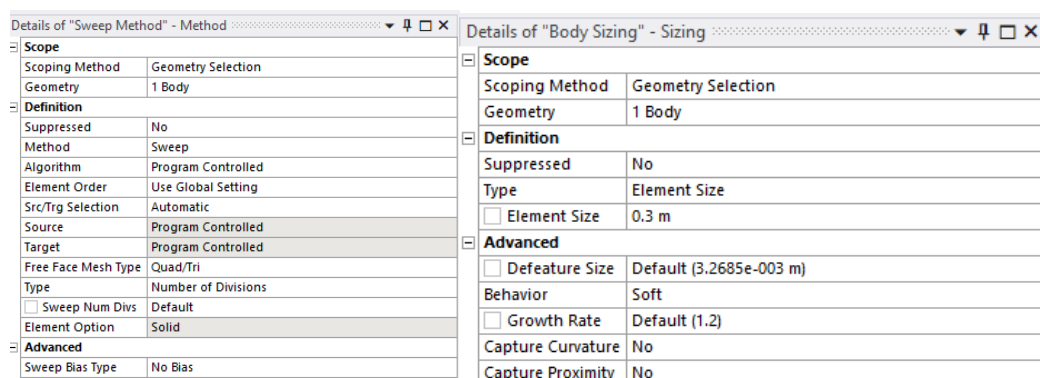 Details of "Sweep Method" - Method
Scope
Scoping Method Geometry Selection
Geometry 1 Body
Definition
Suppressed No
Method Sweep
Algorithm Program Controlled
Element Order Use Global Setting
Src/Trg Selection Automatic
Source Program Controlled
Target Program Controlled
Free Face Mesh Type Quad/Tri
Type Number of Divisions
Sweep Num Divs Default
Element Option Solid
Advanced
Sweep Bias Type No Bias
Details of "Body Sizing" - Sizing
Scope
Scoping Method Geometry Selection
Geometry 1 Body
Definition
Suppressed No
Type Element Size
Element Size 0.3 m
Advanced
Defeature Size Default (3.2685e-003 m)
Behavior Soft
Growth Rate Default (1.2)
Capture Curvature No
Capture Proximity No